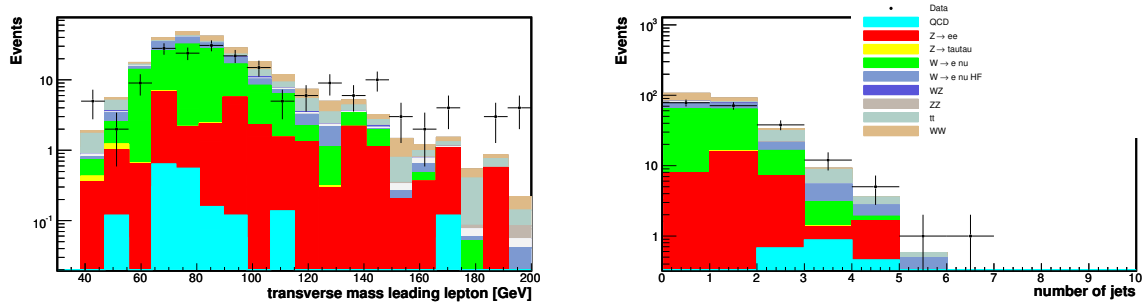 Events
10
1
10⁻¹
40 60 80 100 120 140 160 180 200
transverse mass leading lepton [GeV]
Events
10³
10²
10
1
0 1 2 3 4 5 6 7 8 9 10
number of jets
Data
QCD
Z→ ee
Z→ tautau
W→ e nu
W→ e nu HF
WZ
ZZ
tt
WW